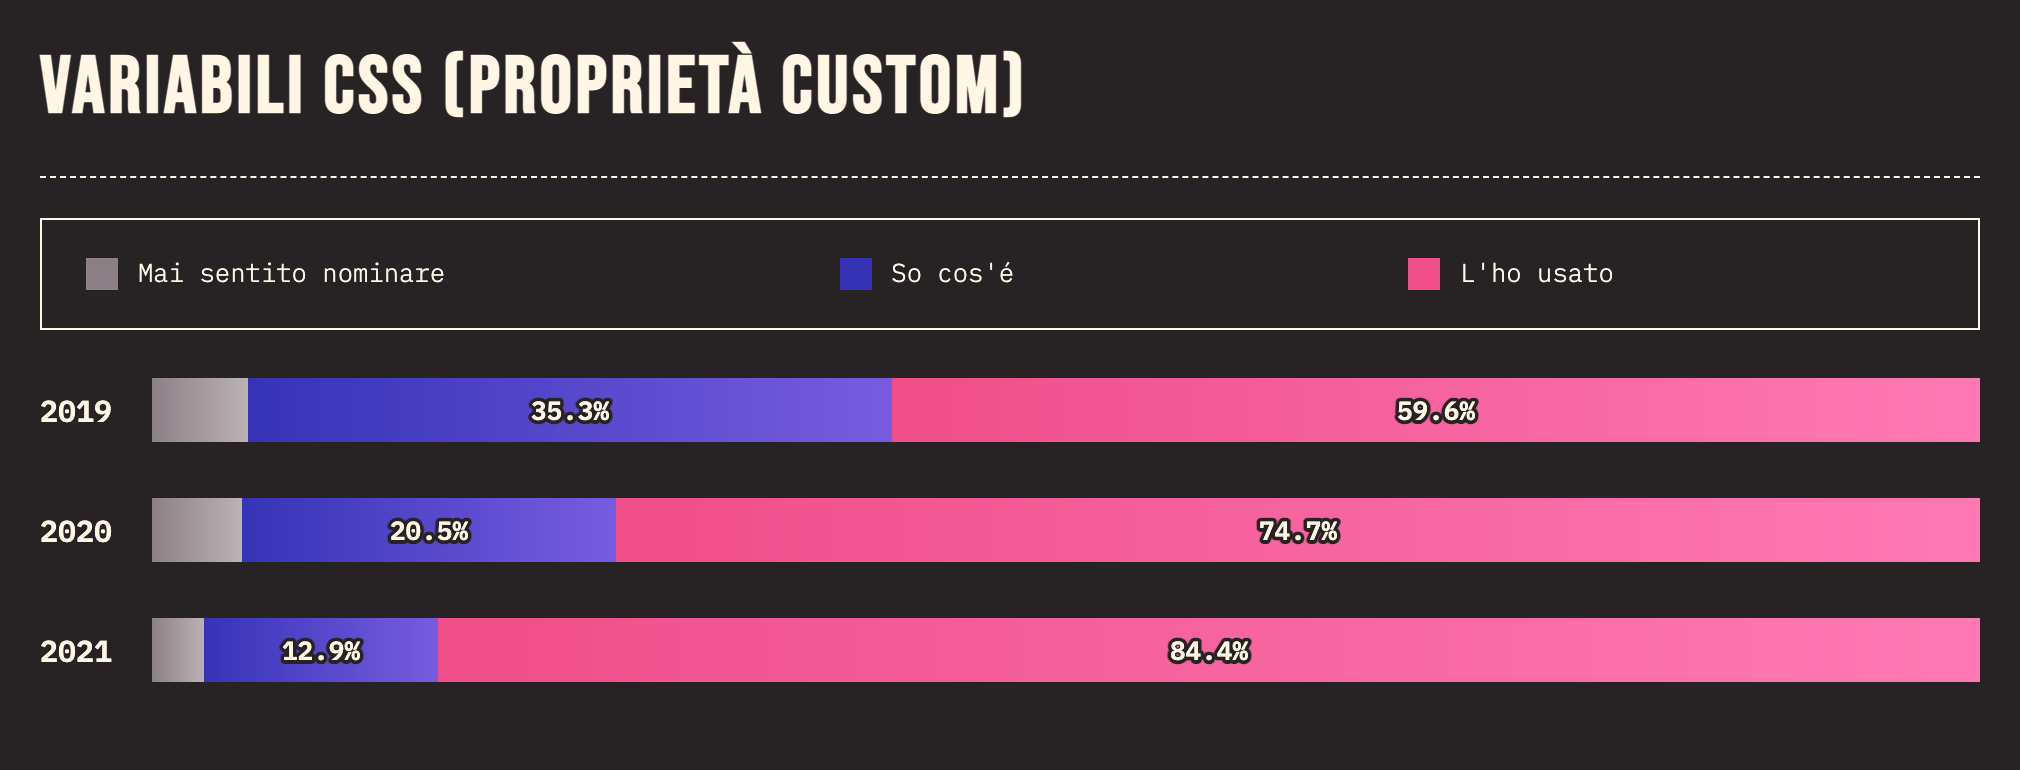 VARIABILI CSS (PROPRIETÀ CUSTOM)
Mai sentito nominare So cos'é L'ho usato
2019 35.3% 59.6%
2020 20.5% 74.7%
2021 12.9% 84.4%